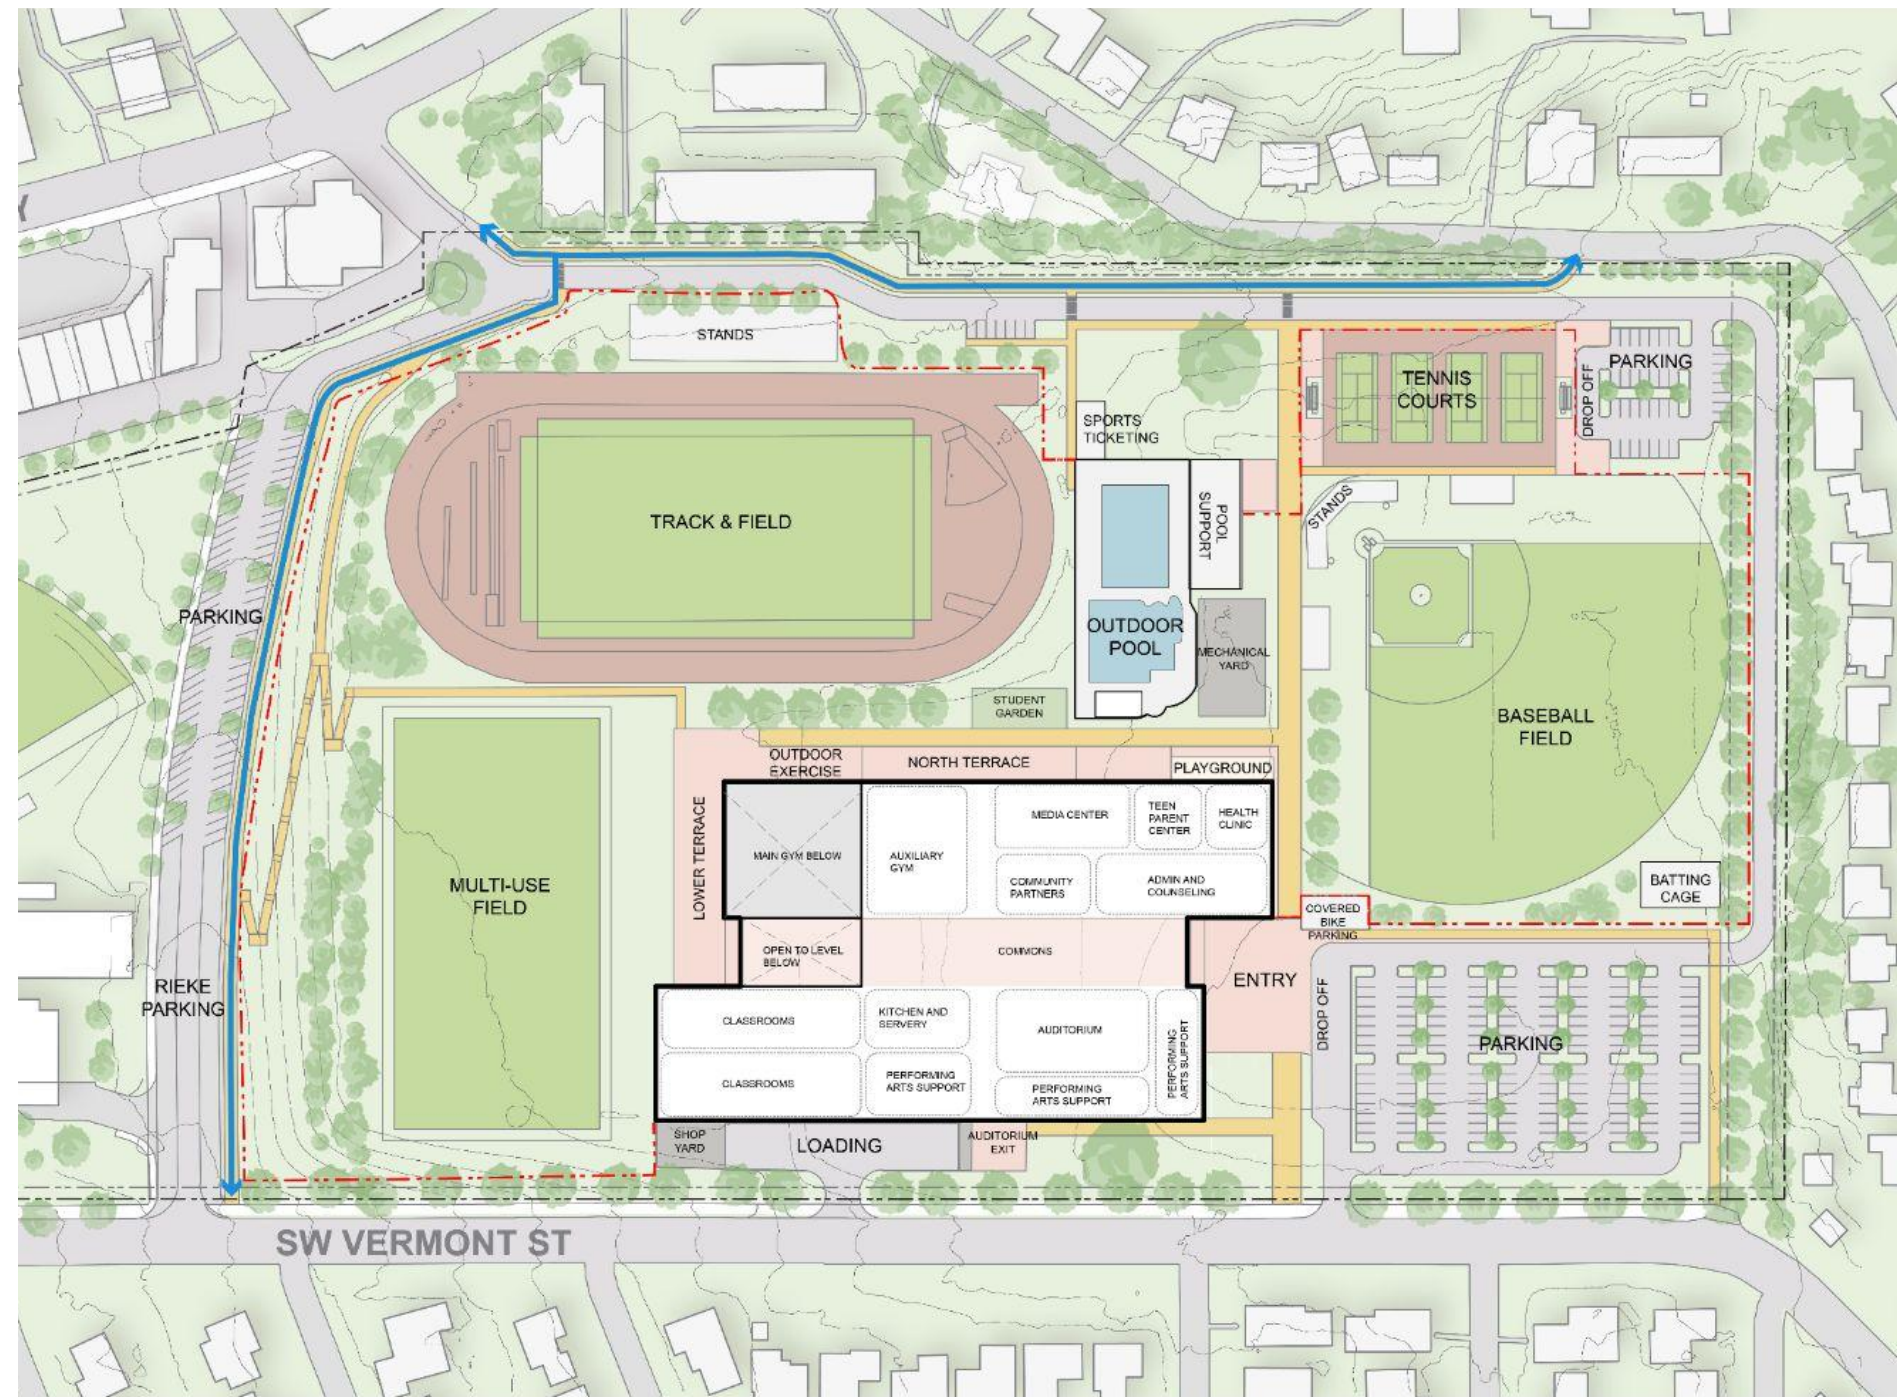 Y
STANDS
SPORTS
TICKETING
TENNIS
COURTS
DROP OFF
PARKING
TRACK & FIELD
POOL
SUPPORT
STANDS
OUTDOOR
POOL
MECHANICAL
YARD
PARKING
STUDENT
GARDEN
BASEBALL
FIELD
OUTDOOR
EXERCISE
NORTH TERRACE
PLAYGROUND
LOWER TERRACE
MAIN GYM BELOW
AUXILIARY
GYM
MEDIA CENTER
TEEN
PARENT
CENTER
HEALTH
CLINIC
COMMUNITY
PARTNERS
ADMIN AND
COUNSELING
MULTI-USE
FIELD
BATTING
CAGE
COVERED
BIKE
PARKING
OPEN TO LEVEL
BELOW
COMMONS
ENTRY
RIEKE
PARKING
CLASSROOMS
KITCHEN AND
SERVERY
AUDITORIUM
PERFORMING
ARTS SUPPORT
DROP OFF
PARKING
CLASSROOMS
PERFORMING
ARTS SUPPORT
PERFORMING
ARTS SUPPORT
SHOP
YARD
LOADING
AUDITORIUM
EXIT
SW VERMONT ST